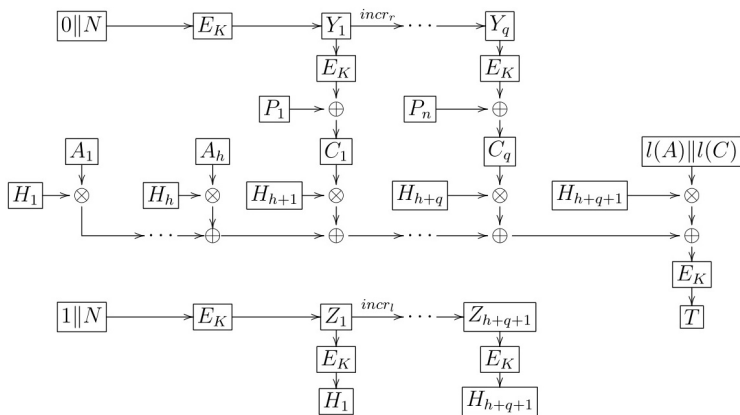 0∥N E_K Y_1 incr_r ··· Y_q
E_K E_K
P_1 ⊕ P_n ⊕
A_1 A_h C_1 C_q l(A)∥l(C)
H_1 ⊗ H_h ⊗ H_{h+1} ⊗ H_{h+q} ⊗ H_{h+q+1} ⊗
··· ⊕ ⊕ ··· ⊕ ⊕
E_K
1∥N E_K Z_1 incr_l ··· Z_{h+q+1} T
E_K E_K
H_1 H_{h+q+1}